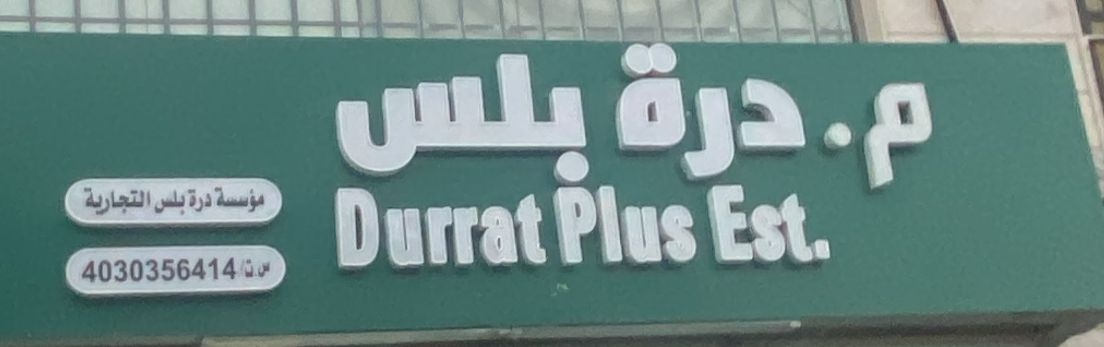 م. درة بلس
Durrat Plus Est.
مؤسسة درة بلس التجارية
س.ت/4030356414